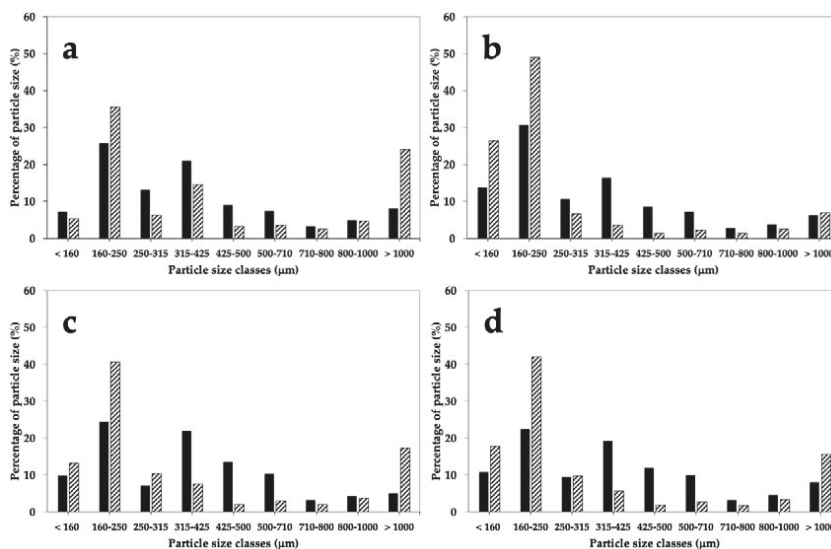 a
Percentage of particle size (%)
60
50
40
30
20
10
0
< 160 160-250 250-315 315-425 425-500 500-710 710-800 800-1000 > 1000
Particle size classes (μm)
b
Percentage of particle size (%)
60
50
40
30
20
10
0
< 160 160-250 250-315 315-425 425-500 500-710 710-800 800-1000 > 1000
Particle size classes (μm)
c
Percentage of particle size (%)
60
50
40
30
20
10
0
< 160 160-250 250-315 315-425 425-500 500-710 710-800 800-1000 > 1000
Particle size classes (μm)
d
Percentage of particle size (%)
60
50
40
30
20
10
0
< 160 160-250 250-315 315-425 425-500 500-710 710-800 800-1000 > 1000
Particle size classes (μm)